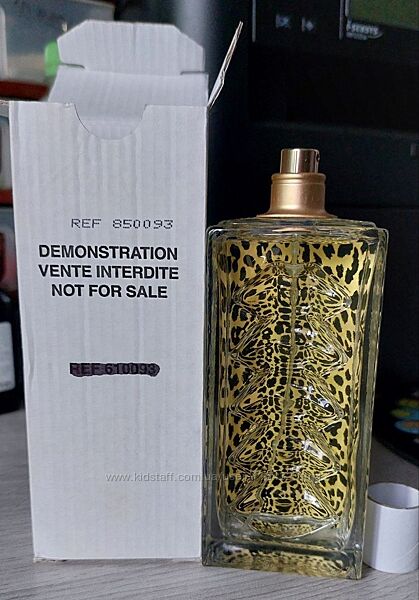 REF 850093
DEMONSTRATION
VENTE INTERDITE
NOT FOR SALE
REF 610093